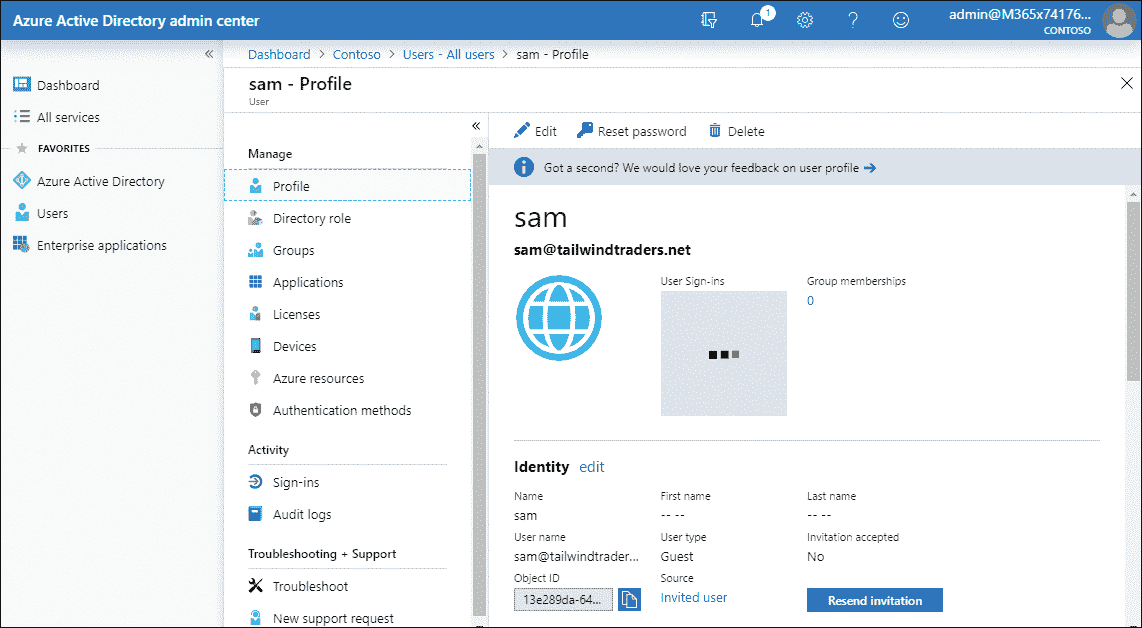 Azure Active Directory admin center
1
admin@M365x74176...
CONTOSO
«
Dashboard
All services
FAVORITES
Azure Active Directory
Users
Enterprise applications
Dashboard > Contoso > Users - All users > sam - Profile
sam - Profile
User
«
Manage
Profile
Directory role
Groups
Applications
Licenses
Devices
Azure resources
Authentication methods
Activity
Sign-ins
Audit logs
Troubleshooting + Support
Troubleshoot
New support request
Edit Reset password Delete
Got a second? We would love your feedback on user profile →
sam
sam@tailwindtraders.net
User Sign-ins
Group memberships
0
Identity edit
Name First name Last name
sam -- -- -- --
User name User type Invitation accepted
sam@tailwindtrader... Guest No
Object ID Source
13e289da-64... Invited user
Resend invitation